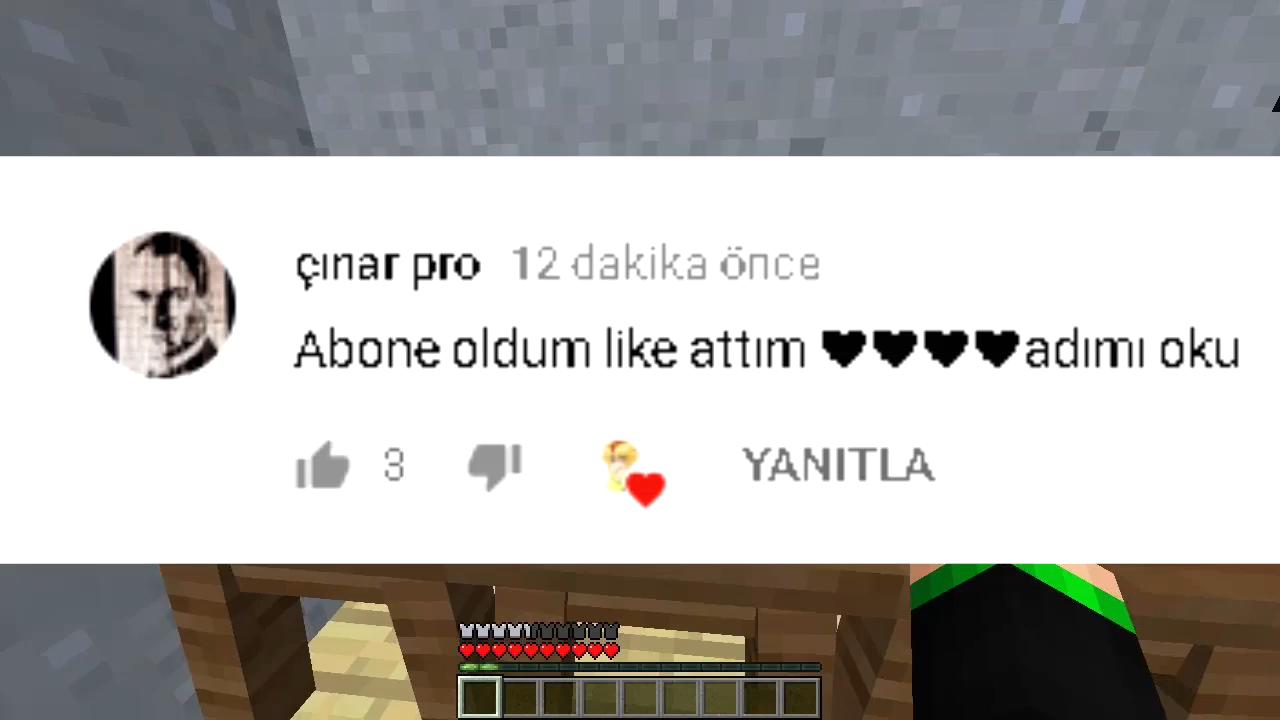 çınar pro 12 dakika önce
Abone oldum like attım 🖤🖤🖤🖤adımı oku
3 YANITLA